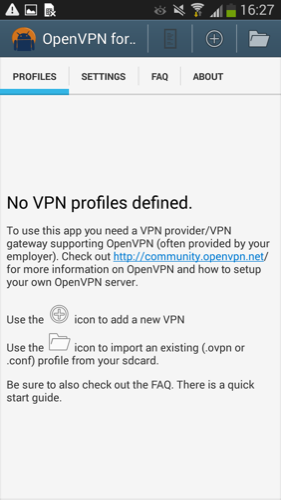 16:27
OpenVPN for..
PROFILES SETTINGS FAQ ABOUT
No VPN profiles defined.
To use this app you need a VPN provider/VPN
gateway supporting OpenVPN (often provided by your
employer). Check out http://community.openvpn.net/
for more information on OpenVPN and how to setup
your own OpenVPN server.
Use the icon to add a new VPN
Use the icon to import an existing (.ovpn or
.conf) profile from your sdcard.
Be sure to also check out the FAQ. There is a quick
start guide.